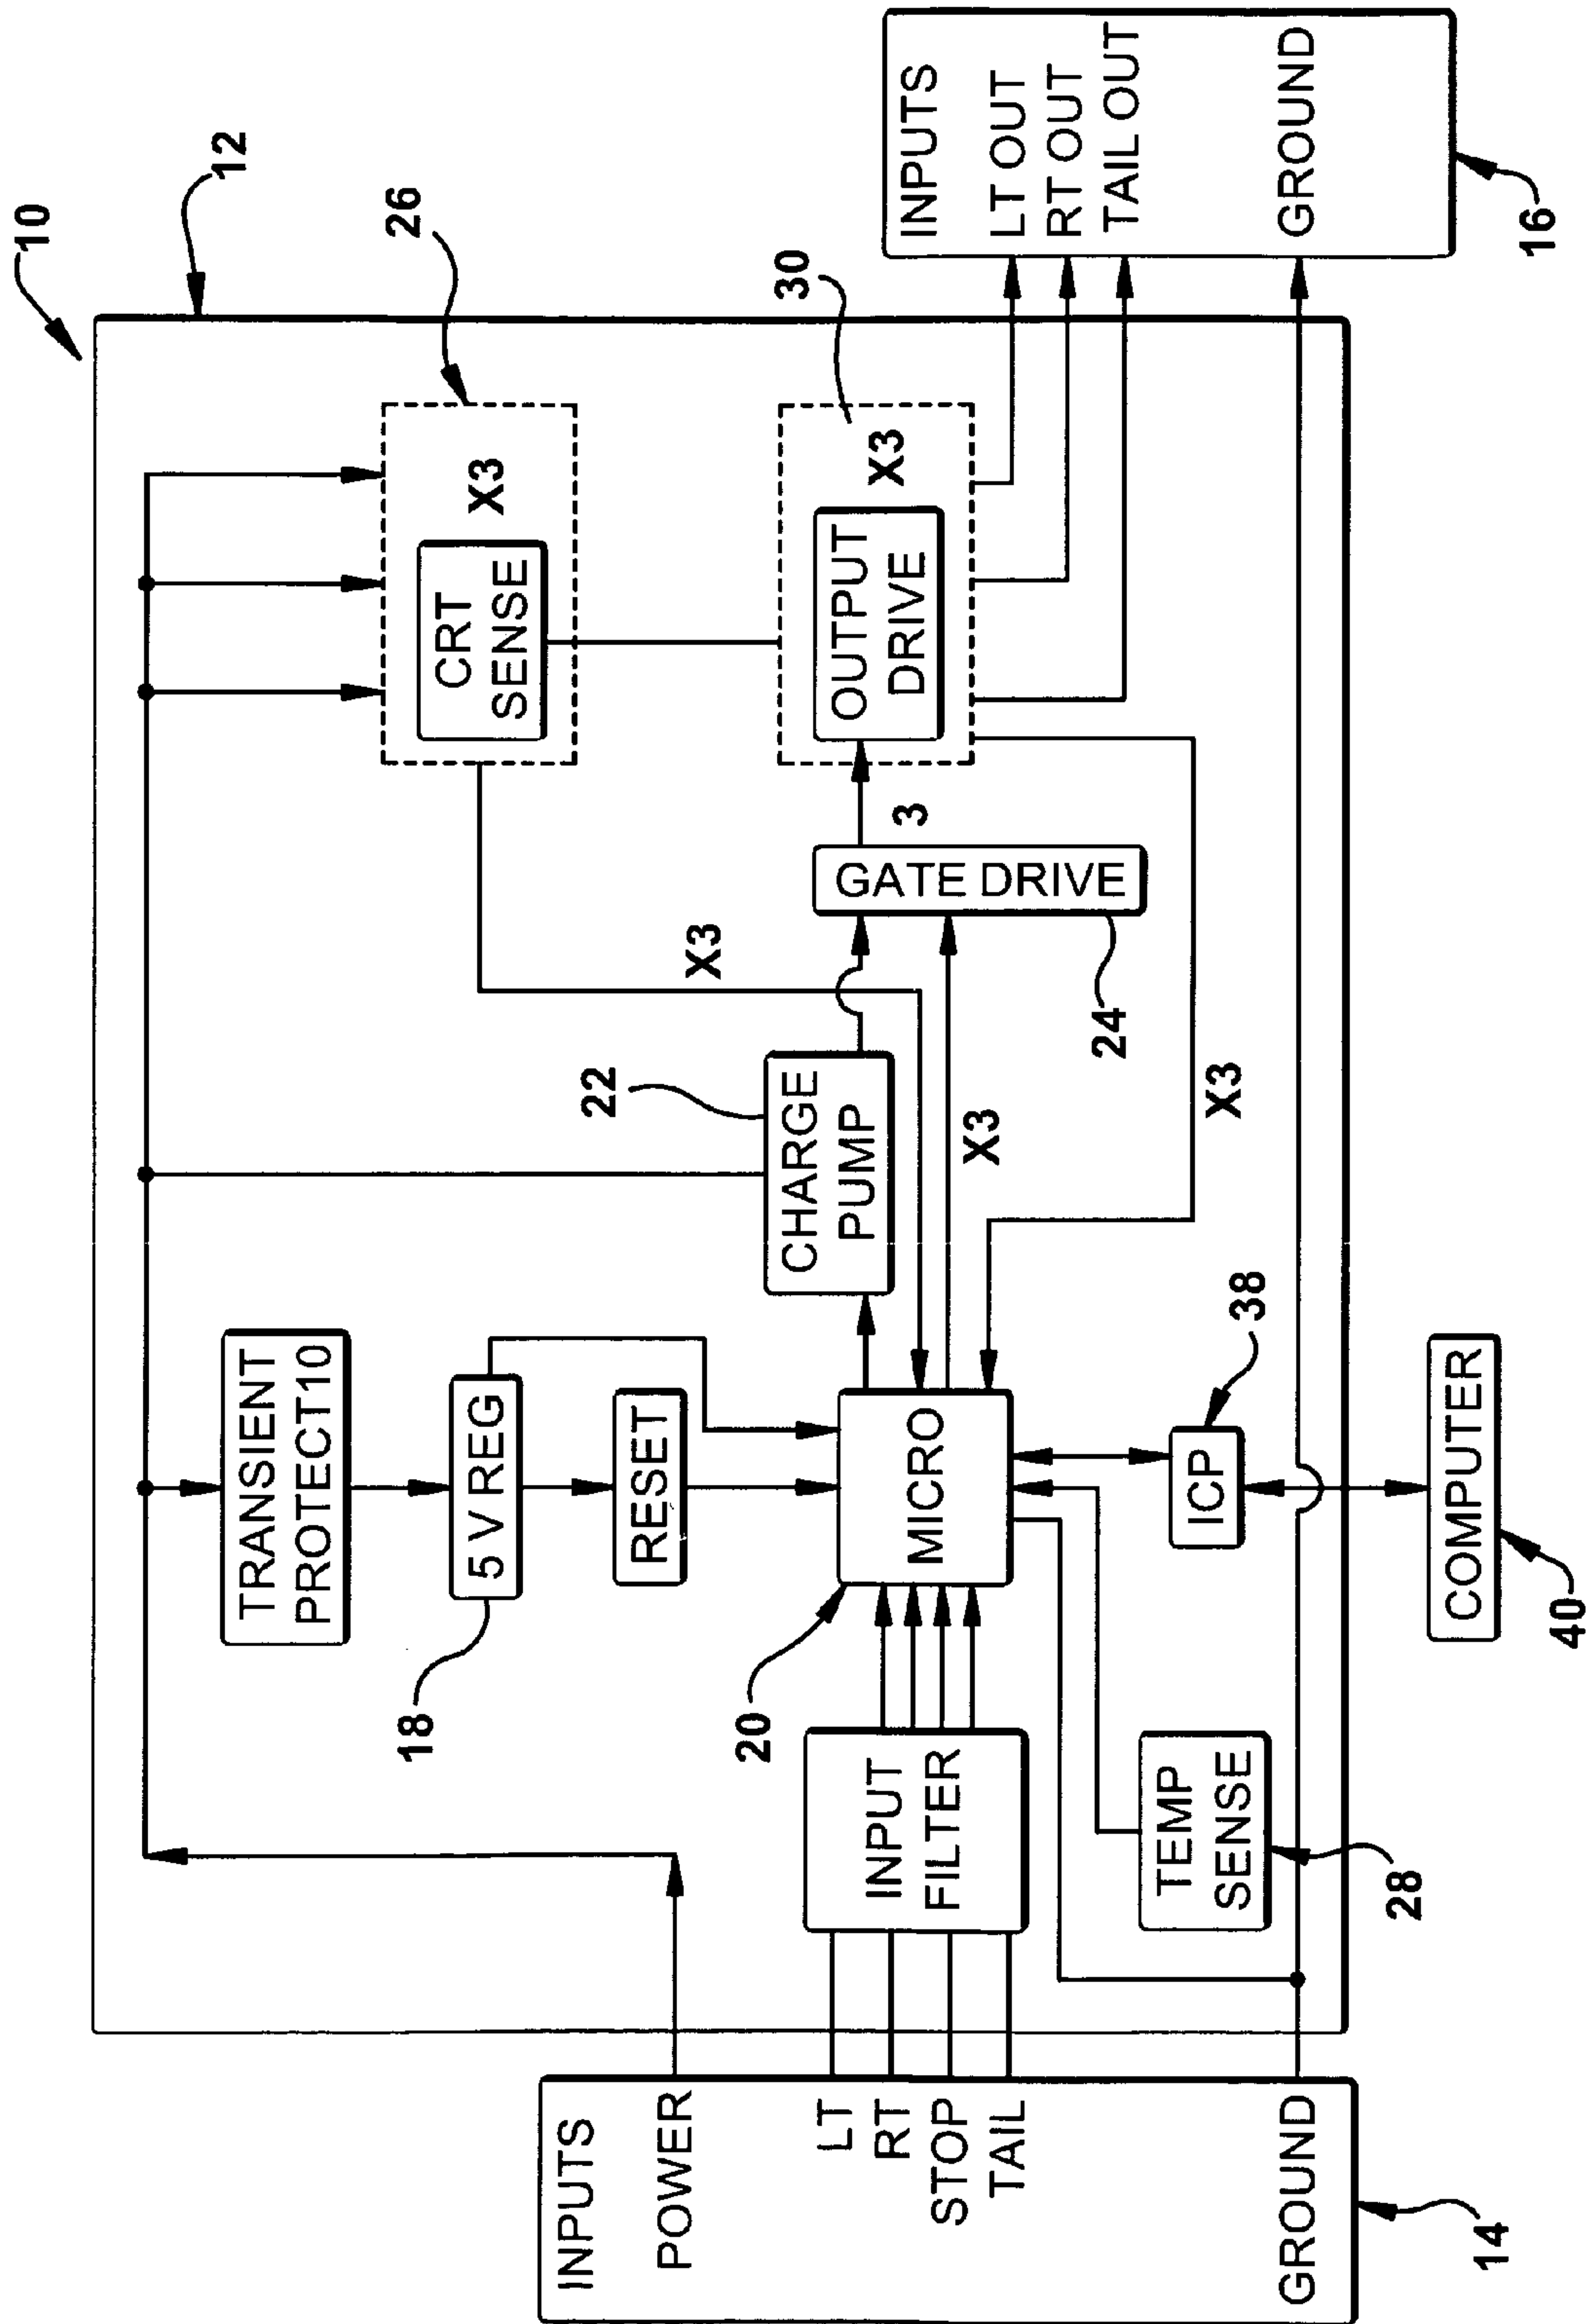 10
12
26
X3
CRT
SENSE
30
X3
OUTPUT
DRIVE
INPUTS
LT OUT
RT OUT
TAIL OUT
GROUND
16
TRANSIENT
PROTECT10
5 V REG
18
RESET
22
CHARGE
PUMP
X3
3
GATE DRIVE
24
X3
X3
20
MICRO
INPUT
FILTER
TEMP
SENSE
28
ICP
38
COMPUTER
40
INPUTS
POWER
LT
RT
STOP
TAIL
GROUND
14